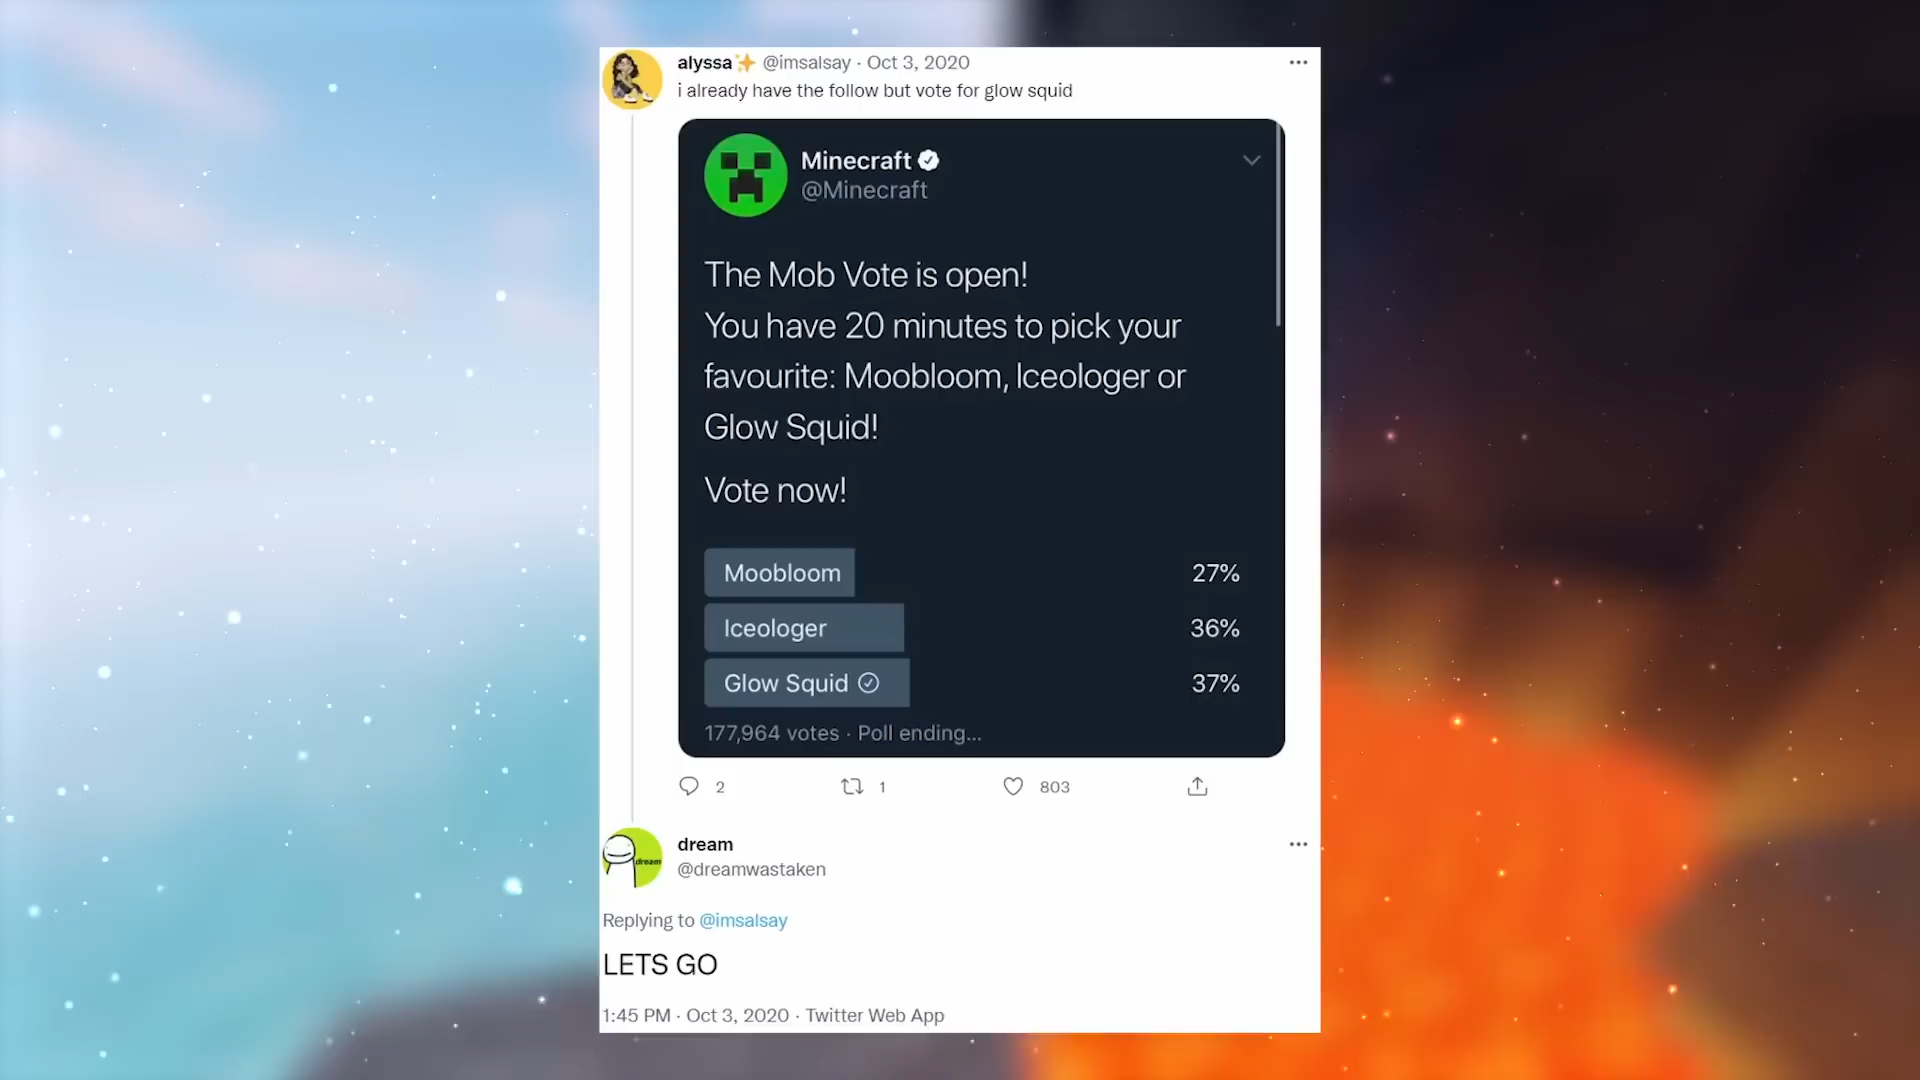 alyssa✨ @imsalsay · Oct 3, 2020
i already have the follow but vote for glow squid
Minecraft
@Minecraft
The Mob Vote is open!
You have 20 minutes to pick your
favourite: Moobloom, Iceologer or
Glow Squid!
Vote now!
Moobloom 27%
Iceologer 36%
Glow Squid 37%
177,964 votes · Poll ending...
2 1 803
dream
dream
@dreamwastaken
Replying to @imsalsay
LETS GO
1:45 PM · Oct 3, 2020 · Twitter Web App